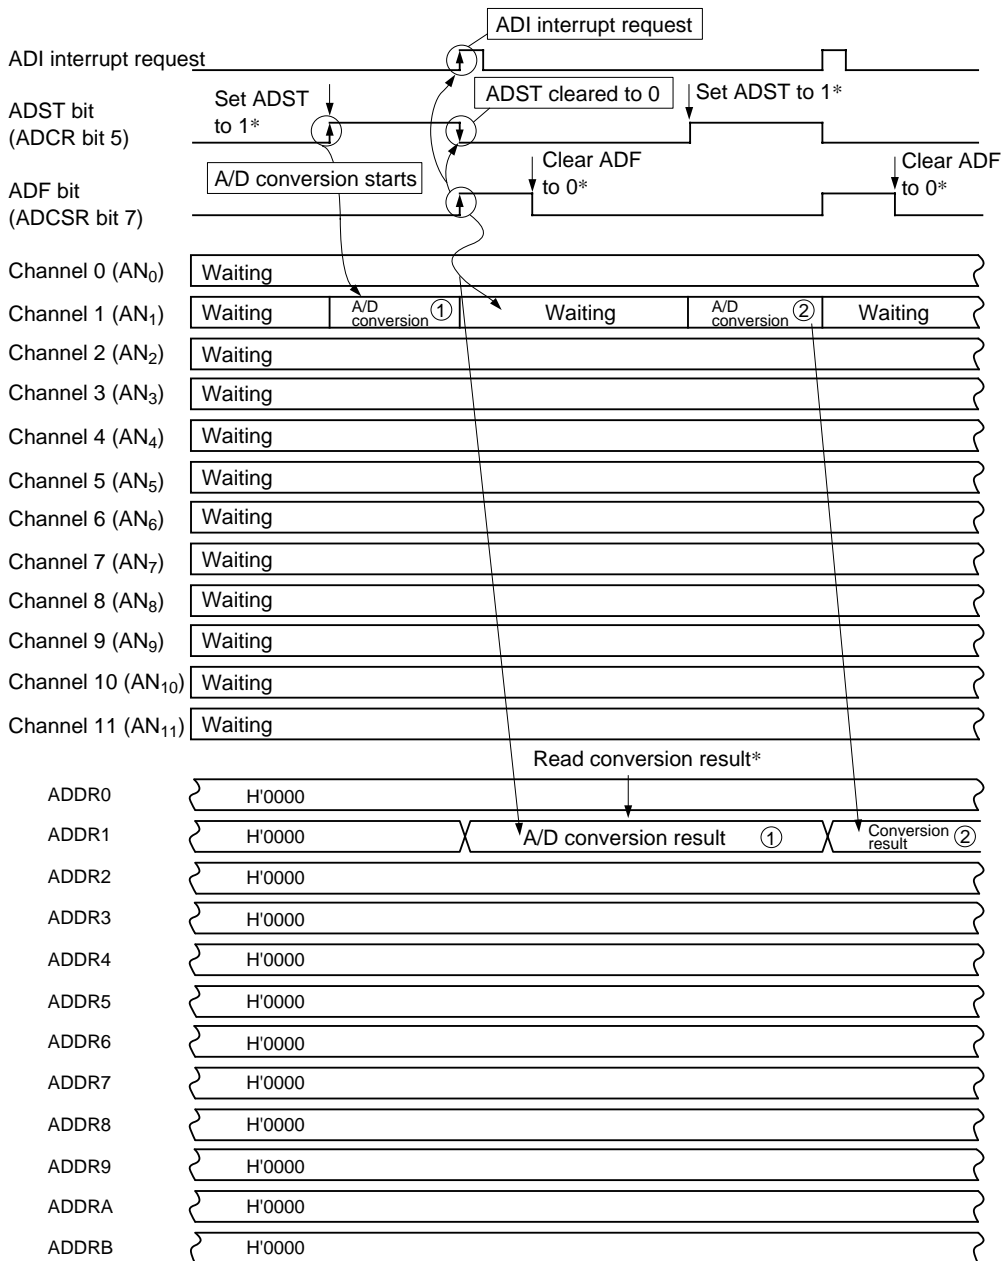 ADI interrupt request
ADI interrupt request
ADST bit
(ADCR bit 5)
Set ADST
to 1*
ADST cleared to 0
Set ADST to 1*
A/D conversion starts
ADF bit
(ADCSR bit 7)
Clear ADF
to 0*
Clear ADF
to 0*
Channel 0 (AN0) Waiting
Channel 1 (AN1) Waiting A/D conversion ① Waiting A/D conversion ② Waiting
Channel 2 (AN2) Waiting
Channel 3 (AN3) Waiting
Channel 4 (AN4) Waiting
Channel 5 (AN5) Waiting
Channel 6 (AN6) Waiting
Channel 7 (AN7) Waiting
Channel 8 (AN8) Waiting
Channel 9 (AN9) Waiting
Channel 10 (AN10) Waiting
Channel 11 (AN11) Waiting
Read conversion result*
ADDR0 H'0000
ADDR1 H'0000 A/D conversion result ① Conversion result ②
ADDR2 H'0000
ADDR3 H'0000
ADDR4 H'0000
ADDR5 H'0000
ADDR6 H'0000
ADDR7 H'0000
ADDR8 H'0000
ADDR9 H'0000
ADDRA H'0000
ADDRB H'0000